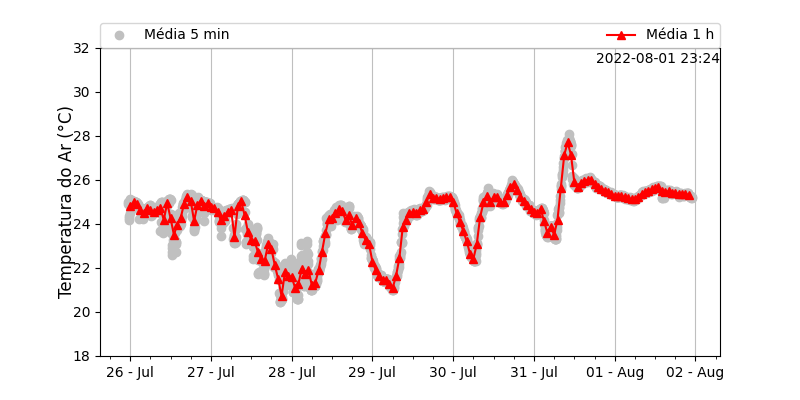 Média 5 min
Média 1 h
2022-08-01 23:24
Temperatura do Ar (°C)
32
30
28
26
24
22
20
18
26 - Jul
27 - Jul
28 - Jul
29 - Jul
30 - Jul
31 - Jul
01 - Aug
02 - Aug